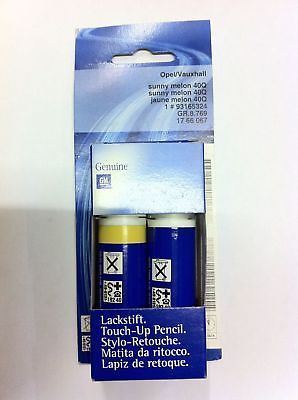 Opel/Vauxhall
sunny melon 40Q
sunny melon 40Q
jaune melon 40Q
1 # 93165324
GR.8.769
17 66 067
Genuine
GM
Lackstift.
Touch-Up Pencil.
Stylo-Retouche.
Matita da ritocco.
Lapiz de retoque.